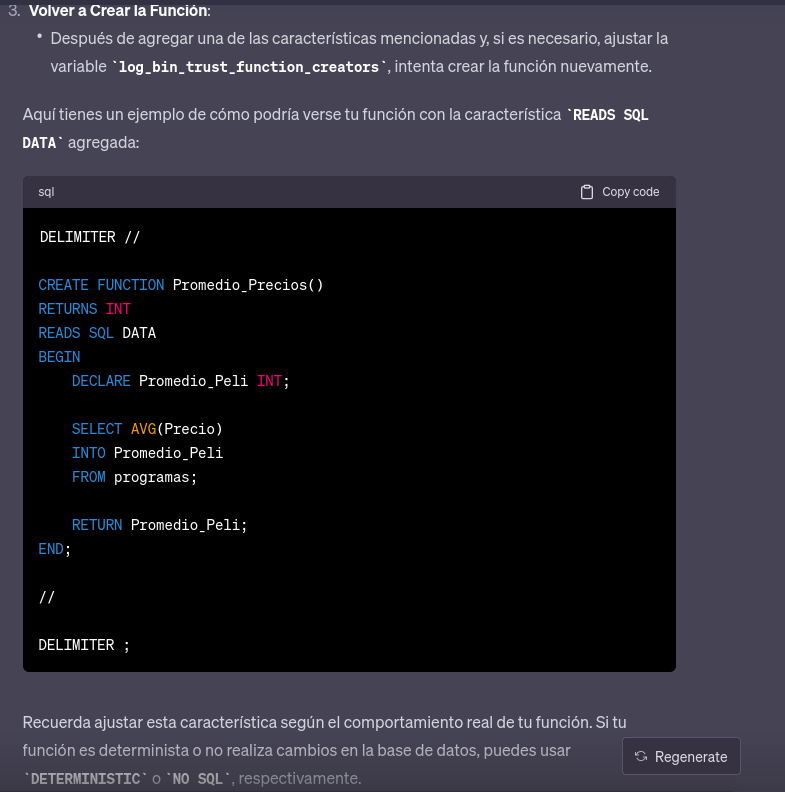 3. Volver a Crear la Función:
• Después de agregar una de las características mencionadas y, si es necesario, ajustar la
variable `log_bin_trust_function_creators`, intenta crear la función nuevamente.
Aquí tienes un ejemplo de cómo podría verse tu función con la característica `READS SQL
DATA` agregada:
sql Copy code
DELIMITER //
CREATE FUNCTION Promedio_Precios()
RETURNS INT
READS SQL DATA
BEGIN
    DECLARE Promedio_Peli INT;
    SELECT AVG(Precio)
    INTO Promedio_Peli
    FROM programas;
    RETURN Promedio_Peli;
END;
//
DELIMITER ;
Recuerda ajustar esta característica según el comportamiento real de tu función. Si tu
función es determinista o no realiza cambios en la base de datos, puedes usar
Regenerate
`DETERMINISTIC` o `NO SQL`, respectivamente.